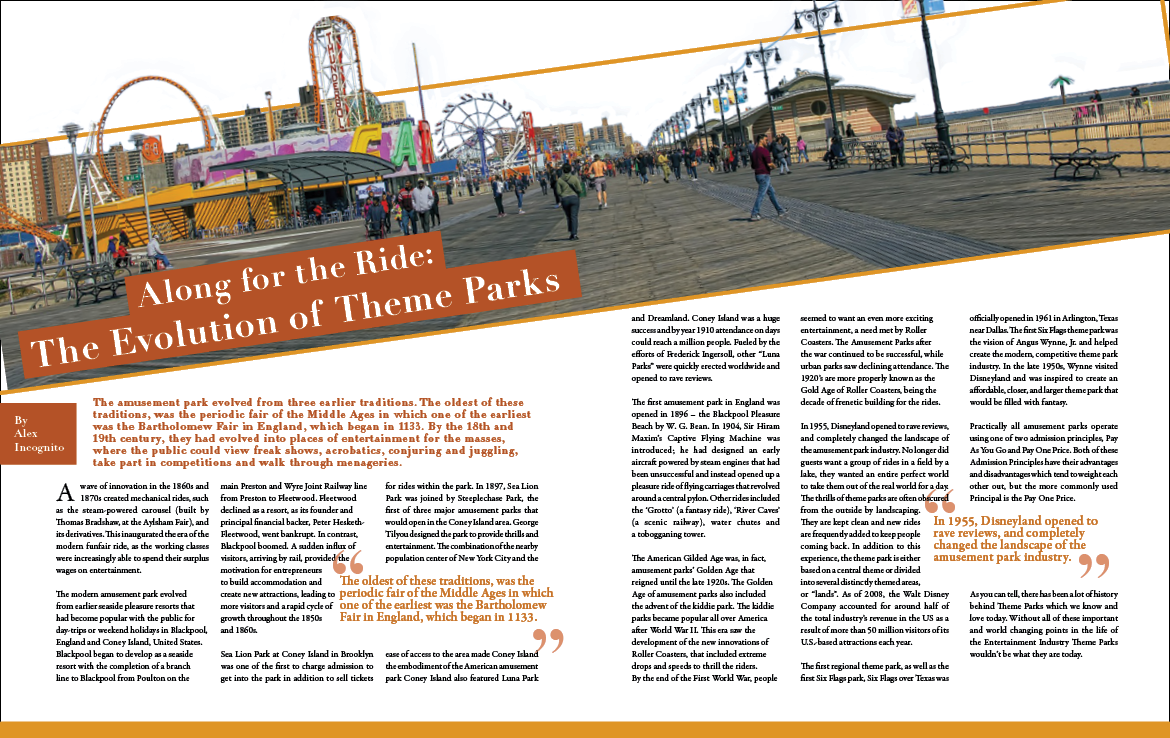 THUNDERBOL
FAI
Along for the Ride:
The Evolution of Theme Parks
By
Alex
Incognito
The amusement park evolved from three earlier traditions. The oldest of these
traditions, was the periodic fair of the Middle Ages in which one of the earliest
was the Bartholomew Fair in England, which began in 1133. By the 18th and
19th century, they had evolved into places of entertainment for the masses,
where the public could view freak shows, acrobatics, conjuring and juggling,
take part in competitions and walk through menageries.
A wave of innovation in the 1860s and
1870s created mechanical rides, such
as the steam-powered carousel (built by
Thomas Bradshaw, at the Aylsham Fair), and
its derivatives. This inaugurated the era of the
modern funfair ride, as the working classes
were increasingly able to spend their surplus
wages on entertainment.
The modern amusement park evolved
from earlier seaside pleasure resorts that
had become popular with the public for
day-trips or weekend holidays in Blackpool,
England and Coney Island, United States.
Blackpool began to develop as a seaside
resort with the completion of a branch
line to Blackpool from Poulton on the
main Preston and Wyre Joint Railway line
from Preston to Fleetwood. Fleetwood
declined as a resort, as its founder and
principal financial backer, Peter Hesketh-
Fleetwood, went bankrupt. In contrast,
Blackpool boomed. A sudden influx of
visitors, arriving by rail, provided the
motivation for entrepreneurs
to build accommodation and
create new attractions, leading to
more visitors and a rapid cycle of
growth throughout the 1850s
and 1860s.
Sea Lion Park at Coney Island in Brooklyn
was one of the first to charge admission to
get into the park in addition to sell tickets
for rides within the park. In 1897, Sea Lion
Park was joined by Steeplechase Park, the
first of three major amusement parks that
would open in the Coney Island area. George
Tilyou designed the park to provide thrills and
entertainment. The combination of the nearby
population center of New York City and the
“
The oldest of these traditions, was the
periodic fair of the Middle Ages in which
one of the earliest was the Bartholomew
Fair in England, which began in 1133.
”
ease of access to the area made Coney Island
the embodiment of the American amusement
park Coney Island also featured Luna Park
and Dreamland. Coney Island was a huge
success and by year 1910 attendance on days
could reach a million people. Fueled by the
efforts of Frederick Ingersoll, other “Luna
Parks” were quickly erected worldwide and
opened to rave reviews.
The first amusement park in England was
opened in 1896 – the Blackpool Pleasure
Beach by W. G. Bean. In 1904, Sir Hiram
Maxim's Captive Flying Machine was
introduced; he had designed an early
aircraft powered by steam engines that had
been unsuccessful and instead opened up a
pleasure ride of flying carriages that revolved
around a central pylon. Other rides included
the ‘Grotto’ (a fantasy ride), ‘River Caves’
(a scenic railway), water chutes and
a tobogganing tower.
The American Gilded Age was, in fact,
amusement parks’ Golden Age that
reigned until the late 1920s. The Golden
Age of amusement parks also included
the advent of the kiddie park. The kiddie
parks became popular all over America
after World War II. This era saw the
development of the new innovations of
Roller Coasters, that included extreme
drops and speeds to thrill the riders.
By the end of the First World War, people
seemed to want an even more exciting
entertainment, a need met by Roller
Coasters. The Amusement Parks after
the war continued to be successful, while
urban parks saw declining attendance. The
1920’s are more properly known as the
Gold Age of Roller Coasters, being the
decade of frenetic building for the rides.
In 1955, Disneyland opened to rave reviews,
and completely changed the landscape of
the amusement park industry. No longer did
guests want a group of rides in a field by a
lake, they wanted an entire perfect world
to take them out of the real world for a day.
The thrills of theme parks are often obscured
from the outside by landscaping.
They are kept clean and new rides
are frequently added to keep people
coming back. In addition to this
experience, the theme park is either
based on a central theme or divided
into several distinctly themed areas,
or “lands”. As of 2008, the Walt Disney
Company accounted for around half of
the total industry’s revenue in the US as a
result of more than 50 million visitors of its
U.S.-based attractions each year.
The first regional theme park, as well as the
first Six Flags park, Six Flags over Texas was
officially opened in 1961 in Arlington, Texas
near Dallas. The first Six Flags theme park was
the vision of Angus Wynne, Jr. and helped
create the modern, competitive theme park
industry. In the late 1950s, Wynne visited
Disneyland and was inspired to create an
affordable, closer, and larger theme park that
would be filled with fantasy.
Practically all amusement parks operate
using one of two admission principles, Pay
As You Go and Pay One Price. Both of these
Admission Principles have their advantages
and disadvantages which tend to weight each
other out, but the more commonly used
Principal is the Pay One Price.
“
In 1955, Disneyland opened to
rave reviews, and completely
changed the landscape of the
amusement park industry.
”
As you can tell, there has been a lot of history
behind Theme Parks which we know and
love today. Without all of these important
and world changing points in the life of
the Entertainment Industry Theme Parks
wouldn’t be what they are today.